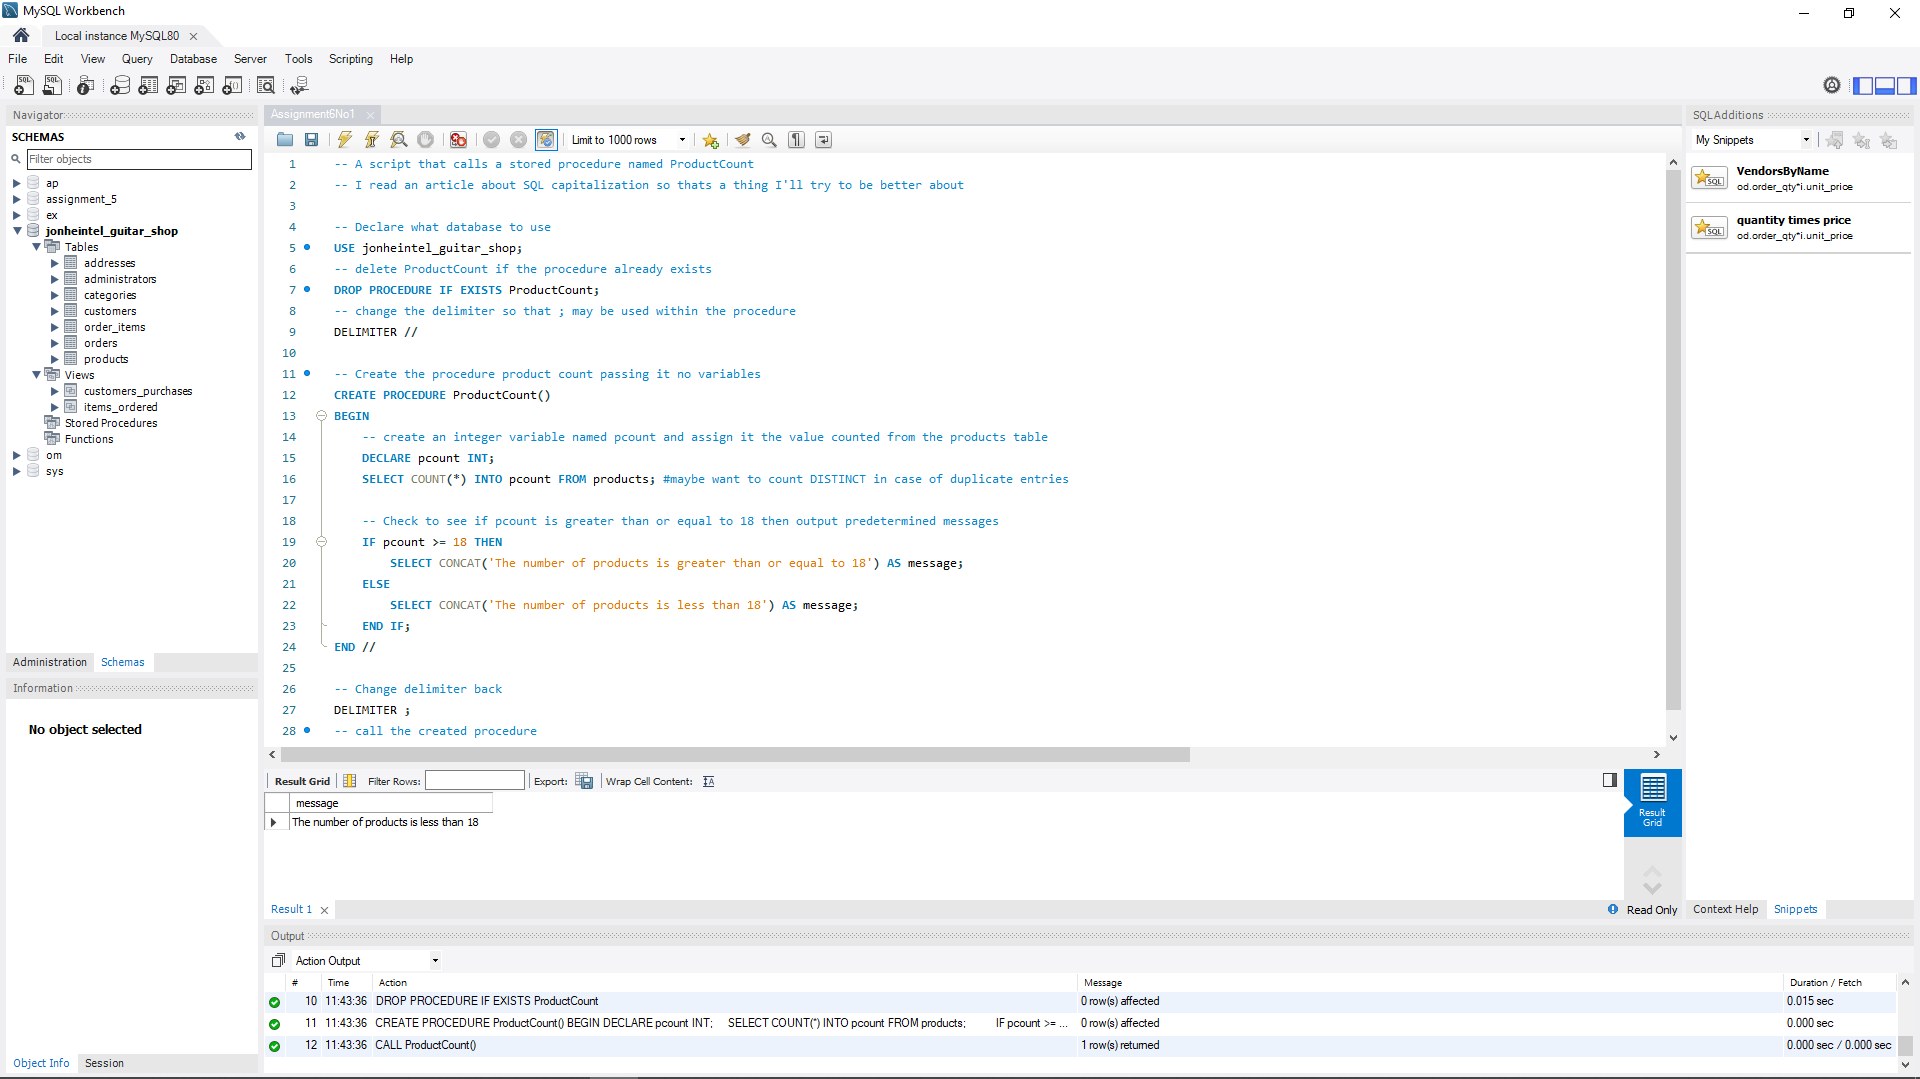 MySQL Workbench
Local instance MySQL80
File Edit View Query Database Server Tools Scripting Help
Navigator
SCHEMAS
Filter objects
ap
assignment_5
ex
jonheintel_guitar_shop
Tables
addresses
administrators
categories
customers
order_items
orders
products
Views
customers_purchases
items_ordered
Stored Procedures
Functions
om
sys
Administration Schemas
Information
No object selected
Object Info Session
Assignment6No1
Limit to 1000 rows
1 -- A script that calls a stored procedure named ProductCount
2 -- I read an article about SQL capitalization so thats a thing I'll try to be better about
3
4 -- Declare what database to use
5 USE jonheintel_guitar_shop;
6 -- delete ProductCount if the procedure already exists
7 DROP PROCEDURE IF EXISTS ProductCount;
8 -- change the delimiter so that ; may be used within the procedure
9 DELIMITER //
10
11 -- Create the procedure product count passing it no variables
12 CREATE PROCEDURE ProductCount()
13 BEGIN
14 -- create an integer variable named pcount and assign it the value counted from the products table
15 DECLARE pcount INT;
16 SELECT COUNT(*) INTO pcount FROM products; #maybe want to count DISTINCT in case of duplicate entries
17
18 -- Check to see if pcount is greater than or equal to 18 then output predetermined messages
19 IF pcount >= 18 THEN
20 SELECT CONCAT('The number of products is greater than or equal to 18') AS message;
21 ELSE
22 SELECT CONCAT('The number of products is less than 18') AS message;
23 END IF;
24 END //
25
26 -- Change delimiter back
27 DELIMITER ;
28 -- call the created procedure
Result Grid Filter Rows: Export: Wrap Cell Content:
message
The number of products is less than 18
Result Grid
Result 1
Read Only
Output
Action Output
# Time Action Message Duration / Fetch
10 11:43:36 DROP PROCEDURE IF EXISTS ProductCount 0 row(s) affected 0.015 sec
11 11:43:36 CREATE PROCEDURE ProductCount() BEGIN DECLARE pcount INT; SELECT COUNT(*) INTO pcount FROM products; IF pcount >= ... 0 row(s) affected 0.000 sec
12 11:43:36 CALL ProductCount() 1 row(s) returned 0.000 sec / 0.000 sec
SQLAdditions
My Snippets
VendorsByName
od.order_qty*i.unit_price
quantity times price
od.order_qty*i.unit_price
Context Help Snippets